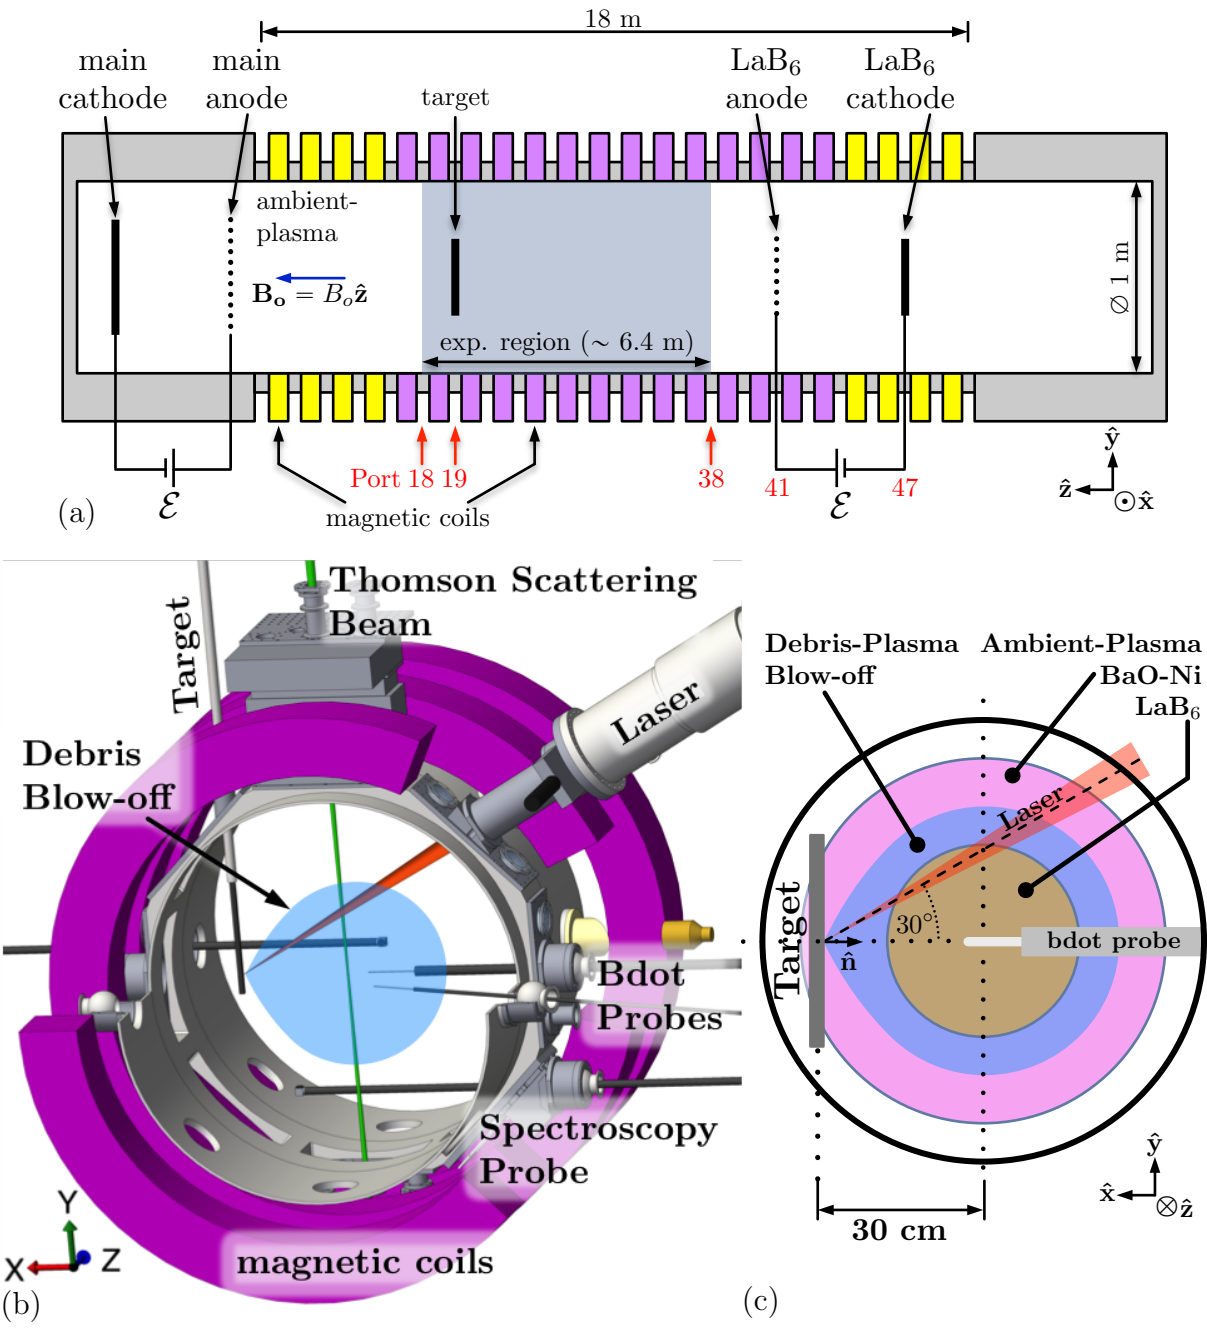 18 m
main
cathode
main
anode
target
LaB₆
anode
LaB₆
cathode
ambient-
plasma
B₀ = B₀ẑ
exp. region (∼ 6.4 m)
∅ 1 m
Port 18 19
38
41
47
ℰ
ℰ
magnetic coils
ŷ
ẑ
⊙x̂
(a)
Thomson Scattering
Beam
Target
Laser
Debris
Blow-off
Bdot
Probes
Spectroscopy
Probe
magnetic coils
Y
X
Z
(b)
Debris-Plasma
Blow-off
Ambient-Plasma
BaO-Ni
LaB₆
Laser
Target
30°
n̂
bdot probe
30 cm
ŷ
x̂
⊗ẑ
(c)